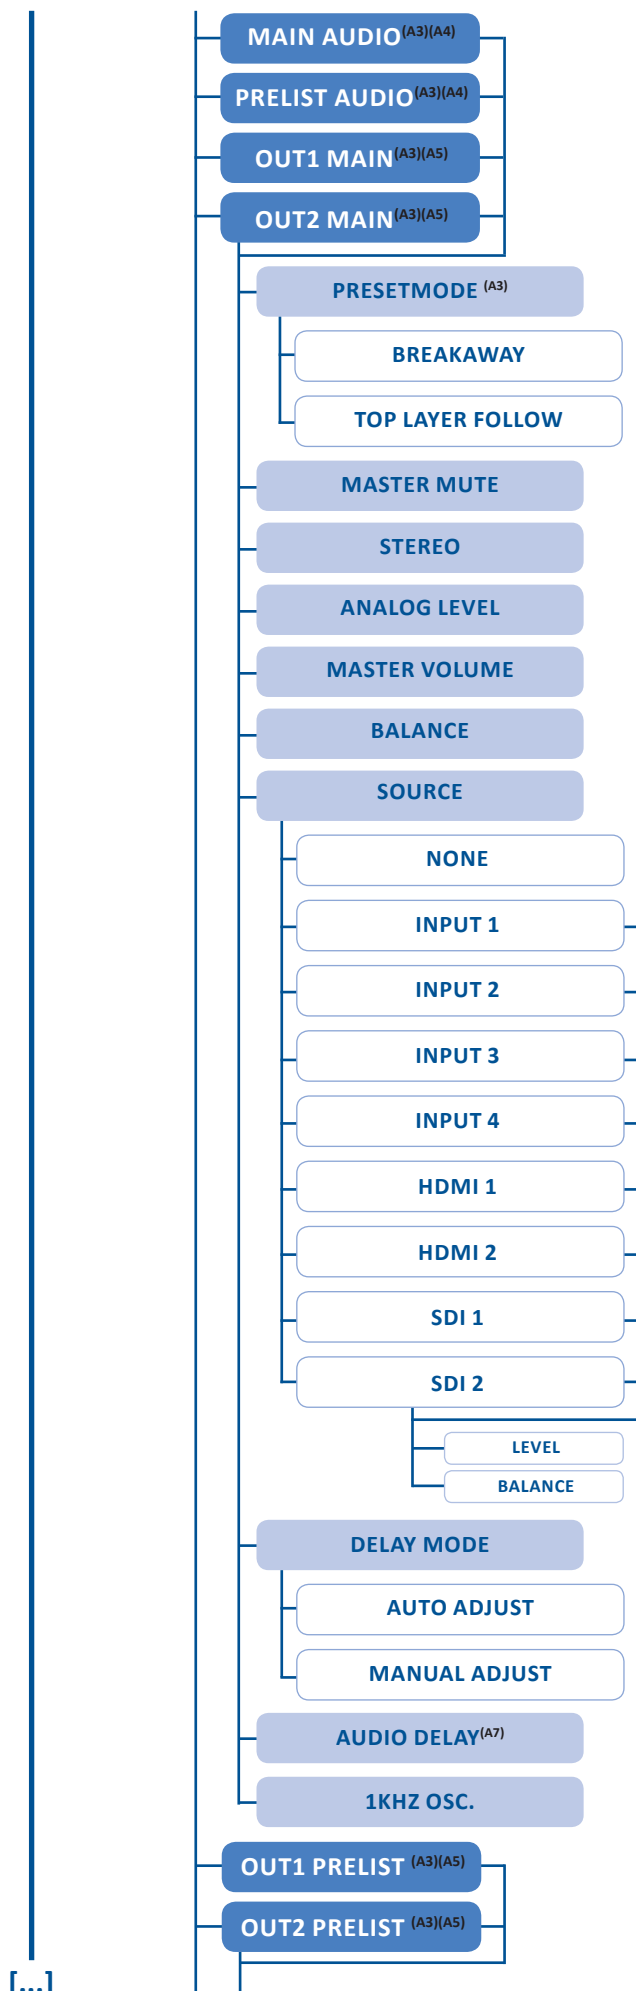 MAIN AUDIO(A3)(A4)
PRELIST AUDIO(A3)(A4)
OUT1 MAIN(A3)(A5)
OUT2 MAIN(A3)(A5)
PRESETMODE (A3)
BREAKAWAY
TOP LAYER FOLLOW
MASTER MUTE
STEREO
ANALOG LEVEL
MASTER VOLUME
BALANCE
SOURCE
NONE
INPUT 1
INPUT 2
INPUT 3
INPUT 4
HDMI 1
HDMI 2
SDI 1
SDI 2
LEVEL
BALANCE
DELAY MODE
AUTO ADJUST
MANUAL ADJUST
AUDIO DELAY(A7)
1KHZ OSC.
OUT1 PRELIST (A3)(A5)
OUT2 PRELIST (A3)(A5)
[...]